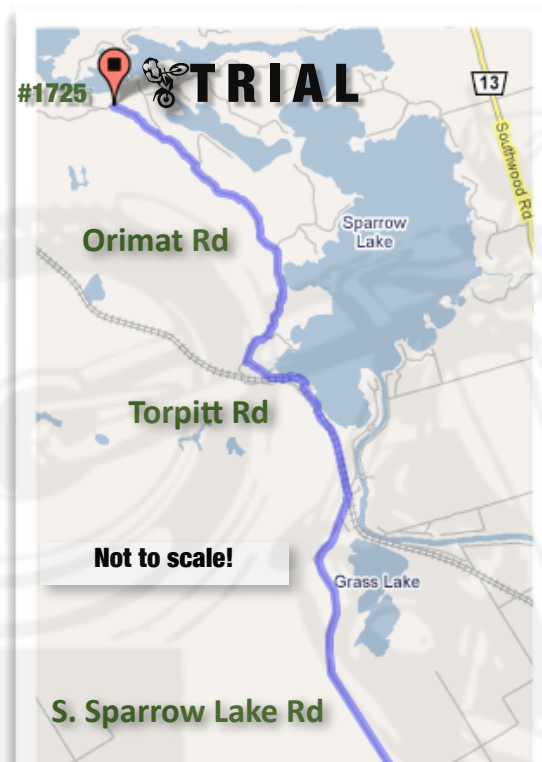 #1725
TRIAL
13
Southwood Rd
Orimat Rd
Sparrow
Lake
Torpitt Rd
Not to scale!
Grass Lake
S. Sparrow Lake Rd